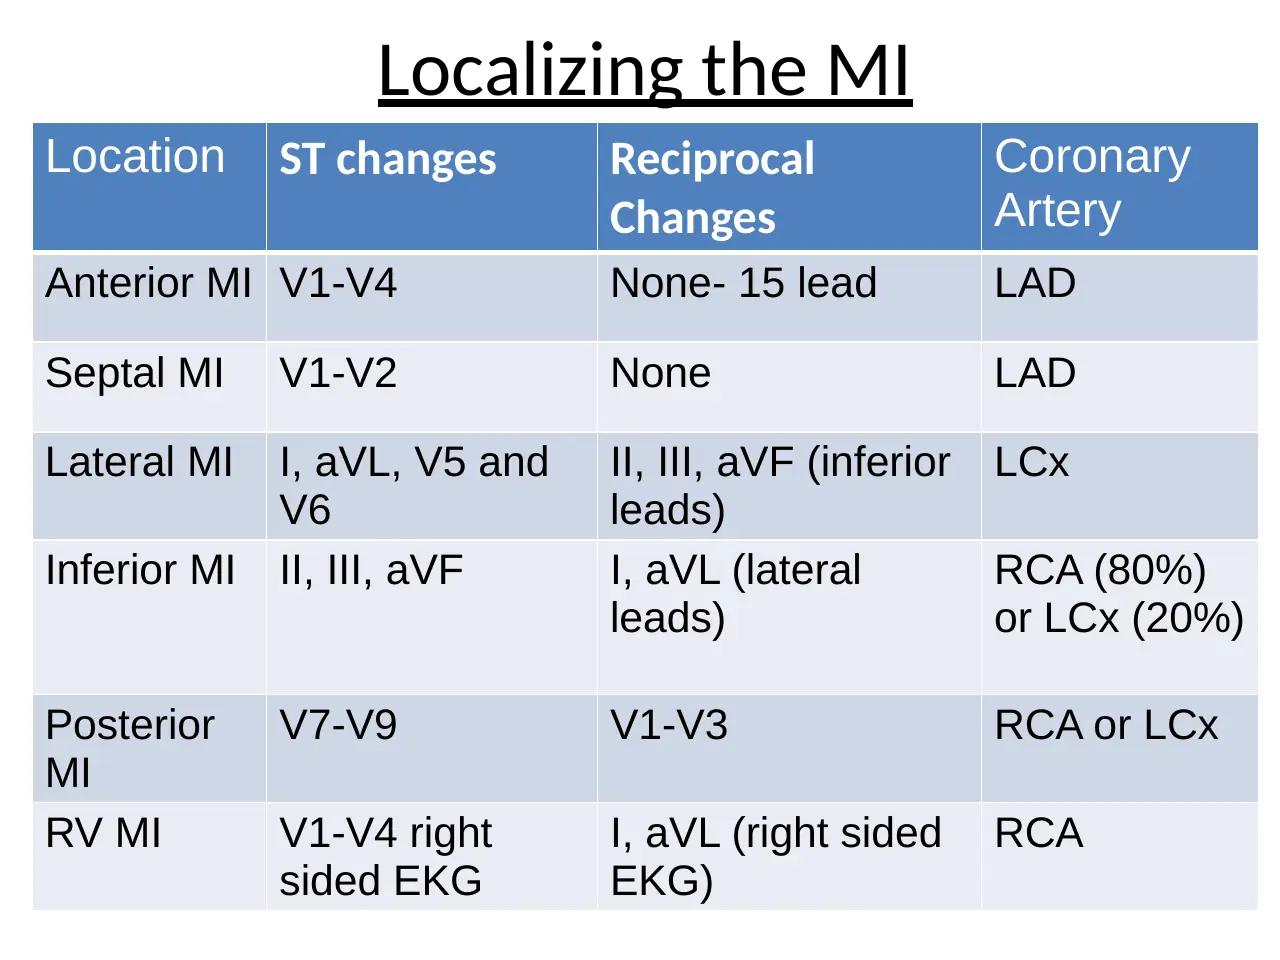 Localizing the MI
Location
ST changes
Reciprocal
Changes
Coronary
Artery
Anterior MI
V1-V4
None- 15 lead
LAD
Septal MI
V1-V2
None
LAD
Lateral MI
I, aVL, V5 and
V6
II, III, aVF (inferior
leads)
LCx
Inferior MI
II, III, aVF
I, aVL (lateral
leads)
RCA (80%)
or LCx (20%)
Posterior
MI
V7-V9
V1-V3
RCA or LCx
RV MI
V1-V4 right
sided EKG
I, aVL (right sided
EKG)
RCA